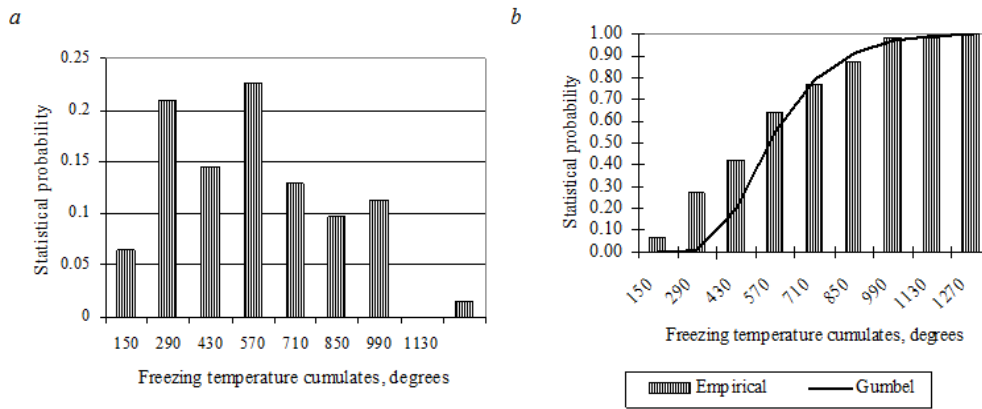 a
Statistical probability
0.25
0.2
0.15
0.1
0.05
0
150 290 430 570 710 850 990 1130
Freezing temperature cumulates, degrees
b
Statistical probability
1.00
0.90
0.80
0.70
0.60
0.50
0.40
0.30
0.20
0.10
0.00
150 290 430 570 710 850 990 1130 1270
Freezing temperature cumulates, degrees
Empirical Gumbel